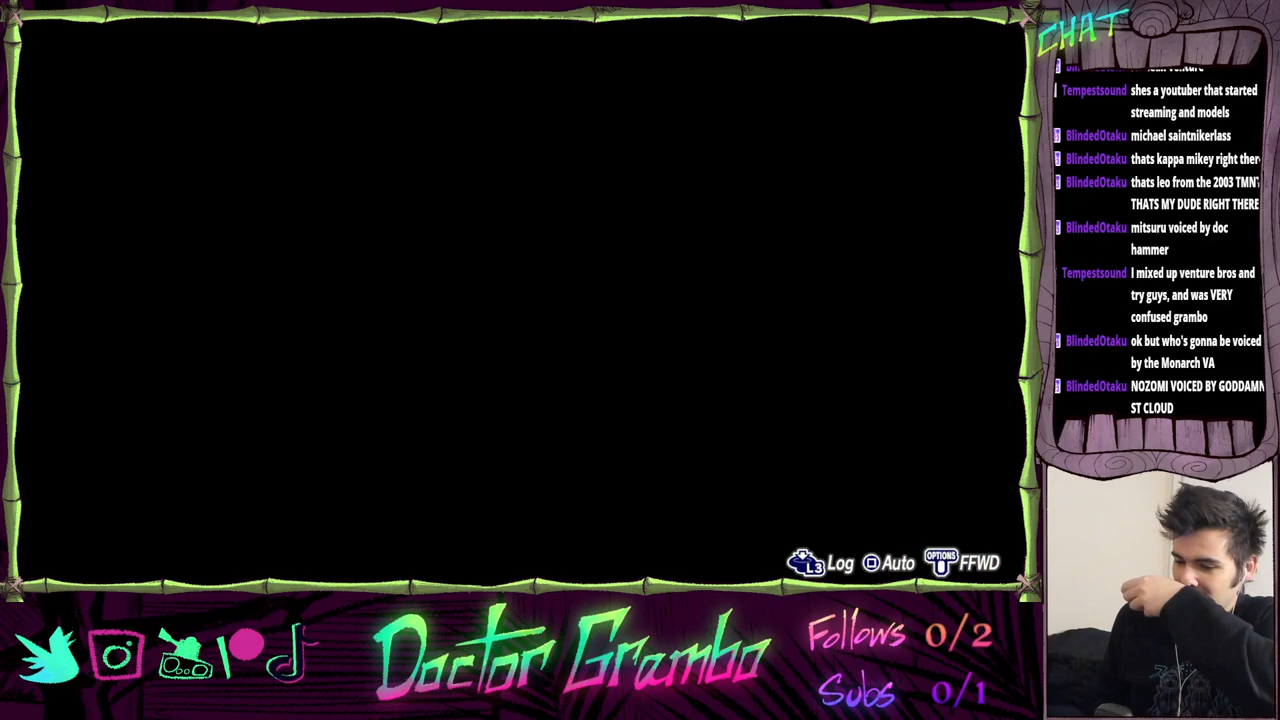 CHAT
Tempestsound shes a youtuber that started
streaming and models
BlindedOtaku michael saintnikerlass
BlindedOtaku thats kappa mikey right ther
BlindedOtaku thats leo from the 2003 TMNT
THATS MY DUDE RIGHT THERE
BlindedOtaku mitsuru voiced by doc
hammer
Tempestsound I mixed up venture bros and
try guys, and was VERY
confused grambo
BlindedOtaku ok but who's gonna be voiced
by the Monarch VA
BlindedOtaku NOZOMI VOICED BY GODDAMN
ST CLOUD
L3 Log Auto OPTIONS FFWD
Doctor Grambo
Follows 0/2
Subs 0/1